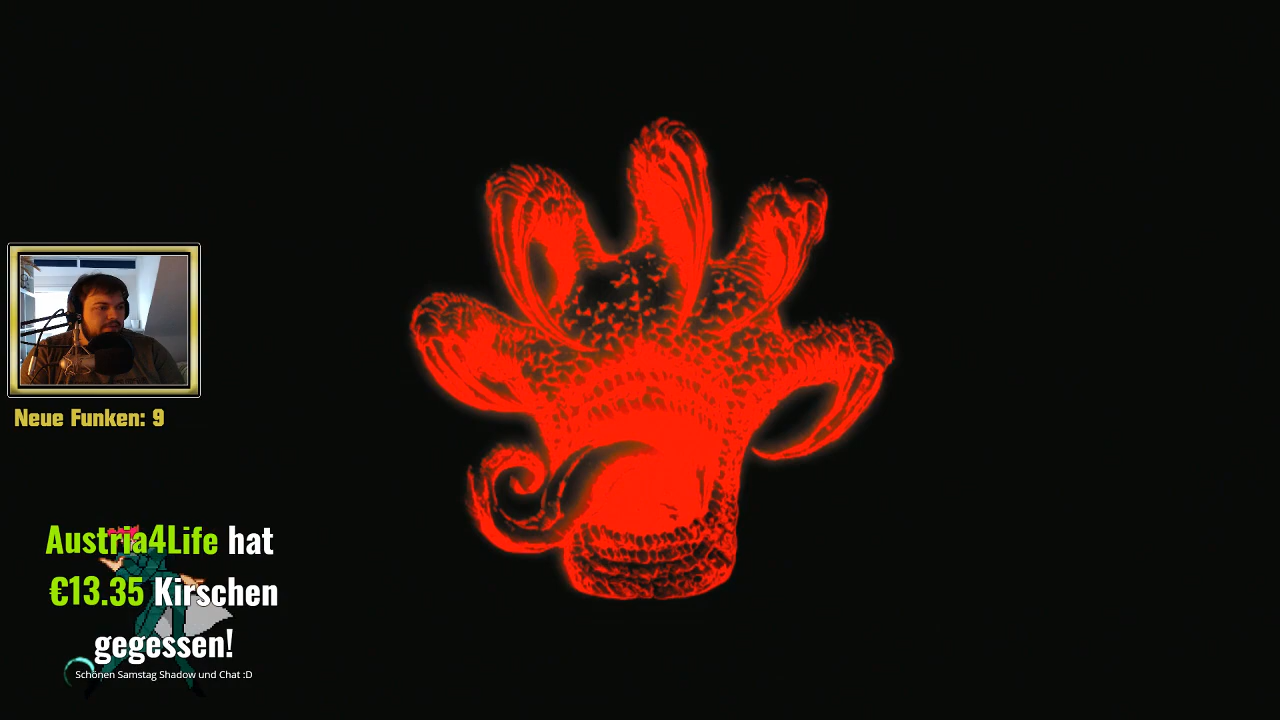 Neue Funken: 9
Austria4Life hat
€13.35 Kirschen
gegessen!
Schönen Samstag Shadow und Chat :D